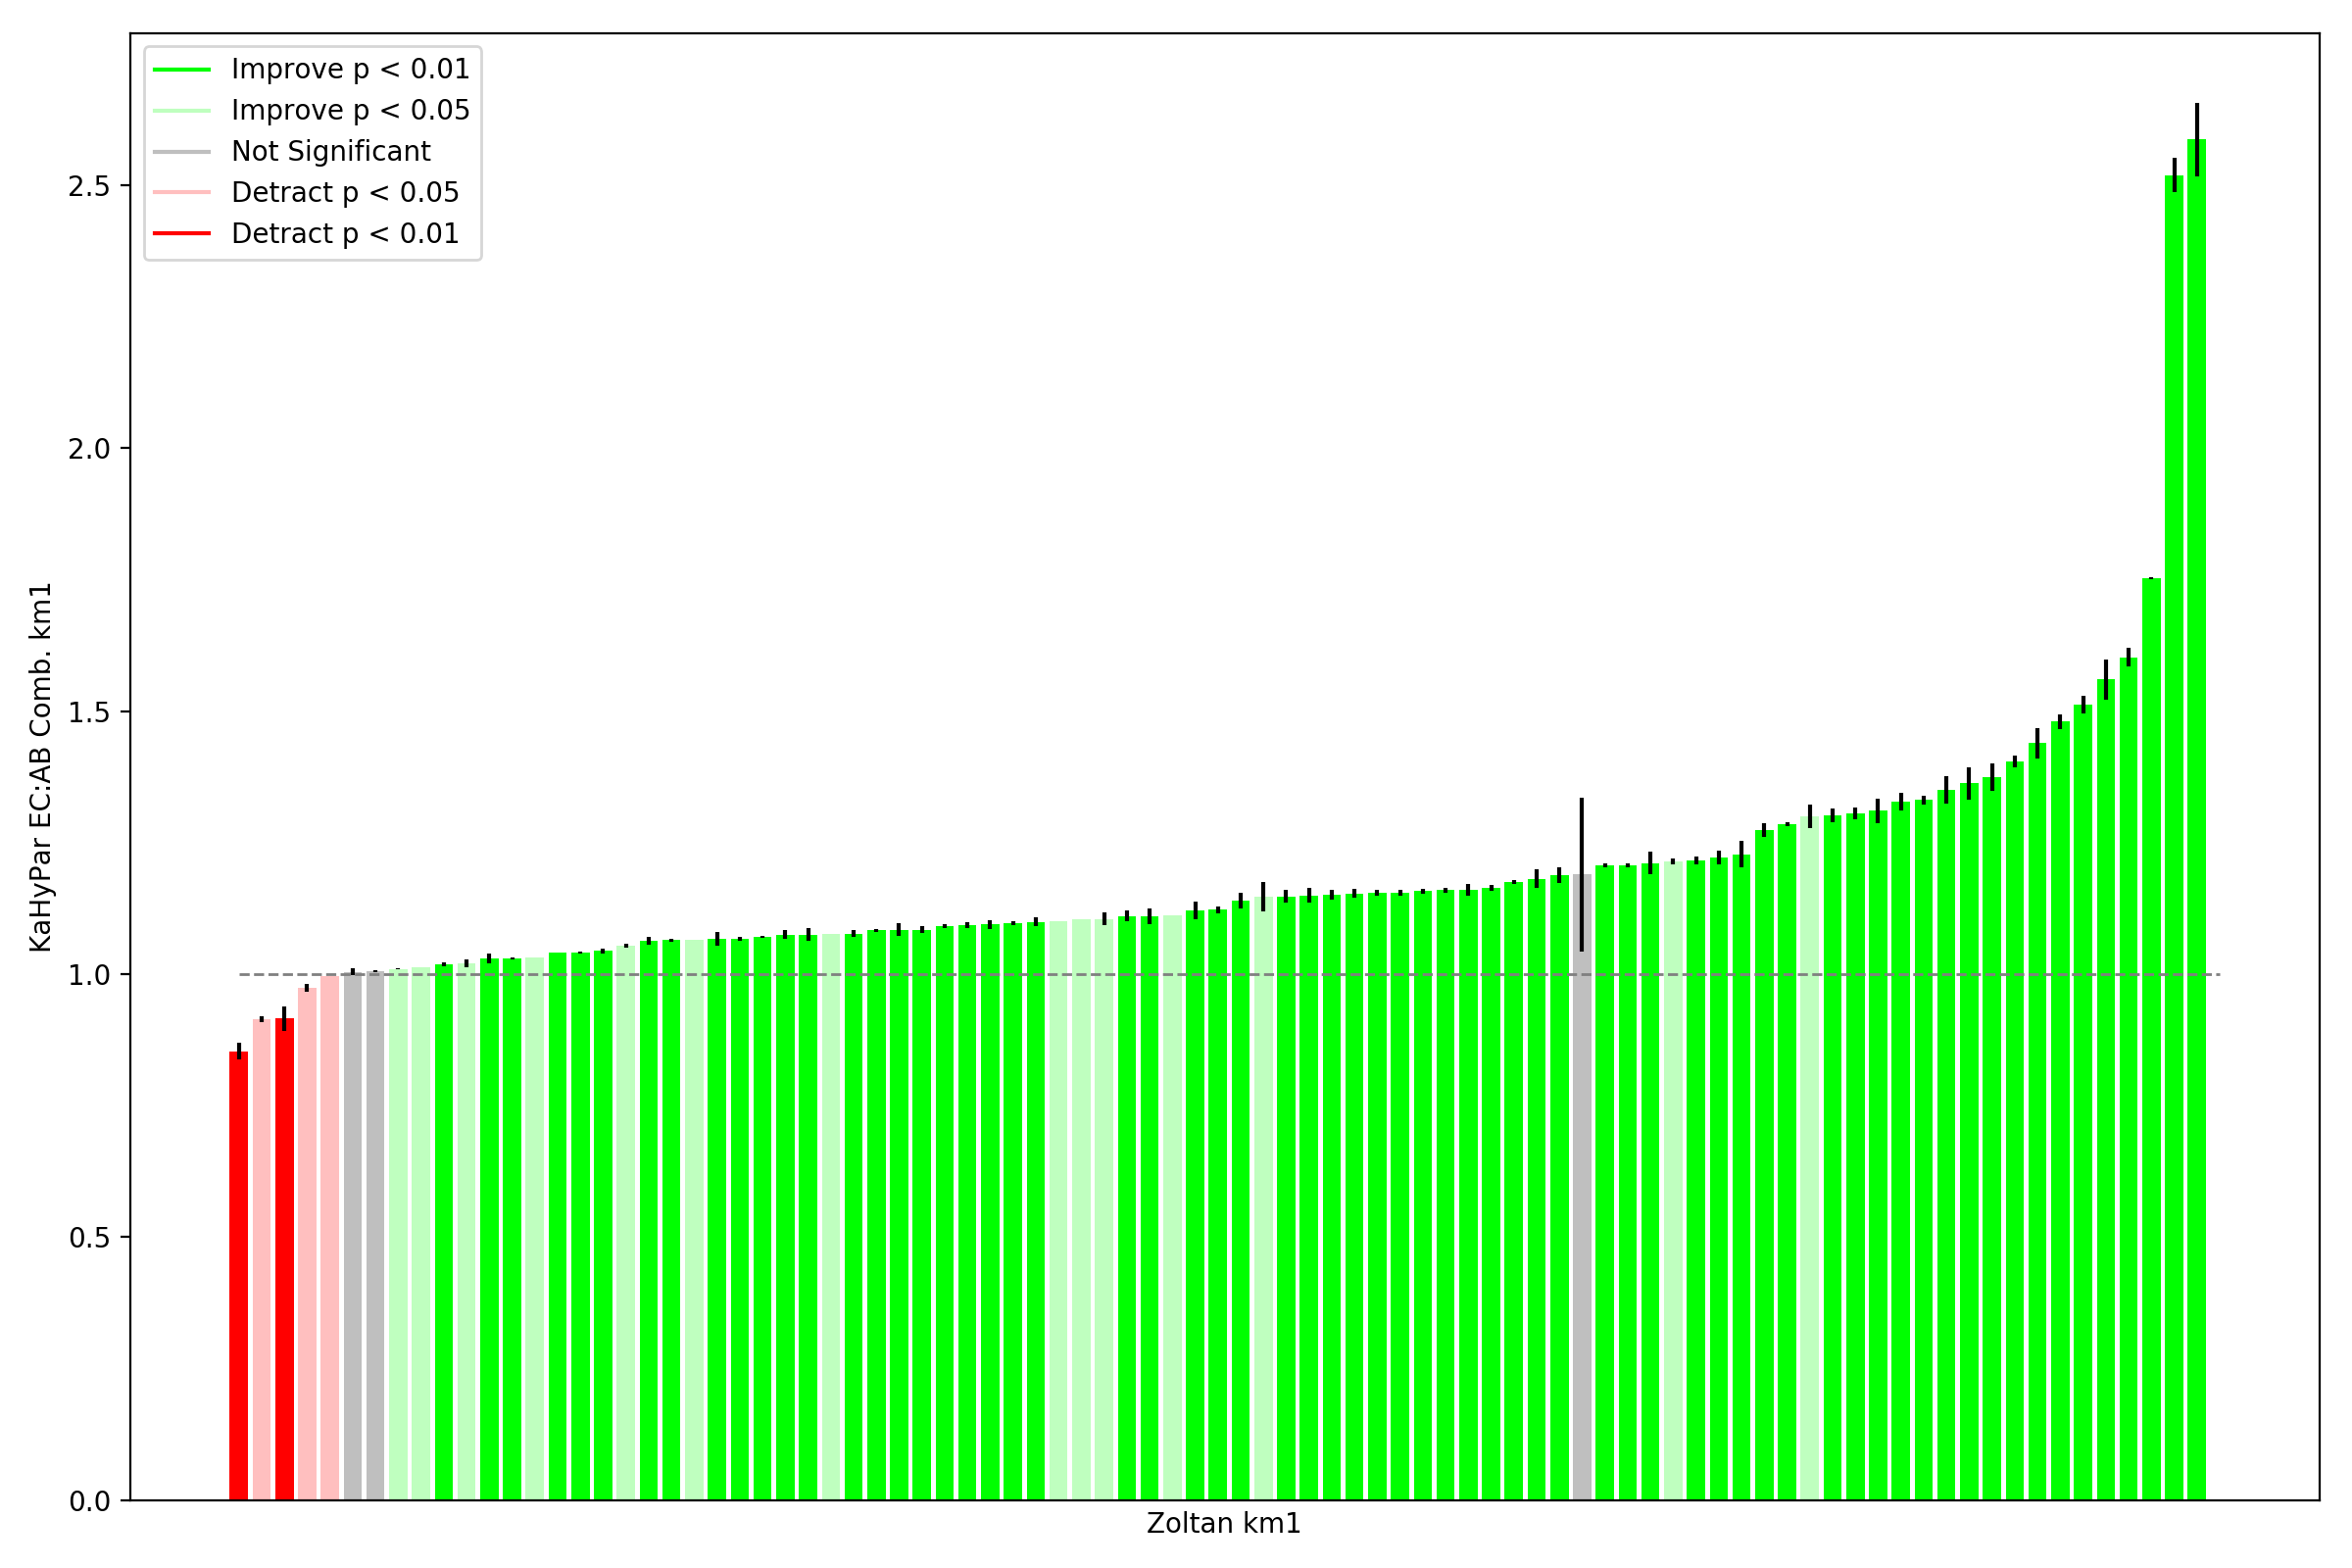 Improve p < 0.01
Improve p < 0.05
Not Significant
Detract p < 0.05
Detract p < 0.01
2.5
2.0
1.5
1.0
0.5
0.0
KaHyPar EC:AB Comb. km1
Zoltan km1